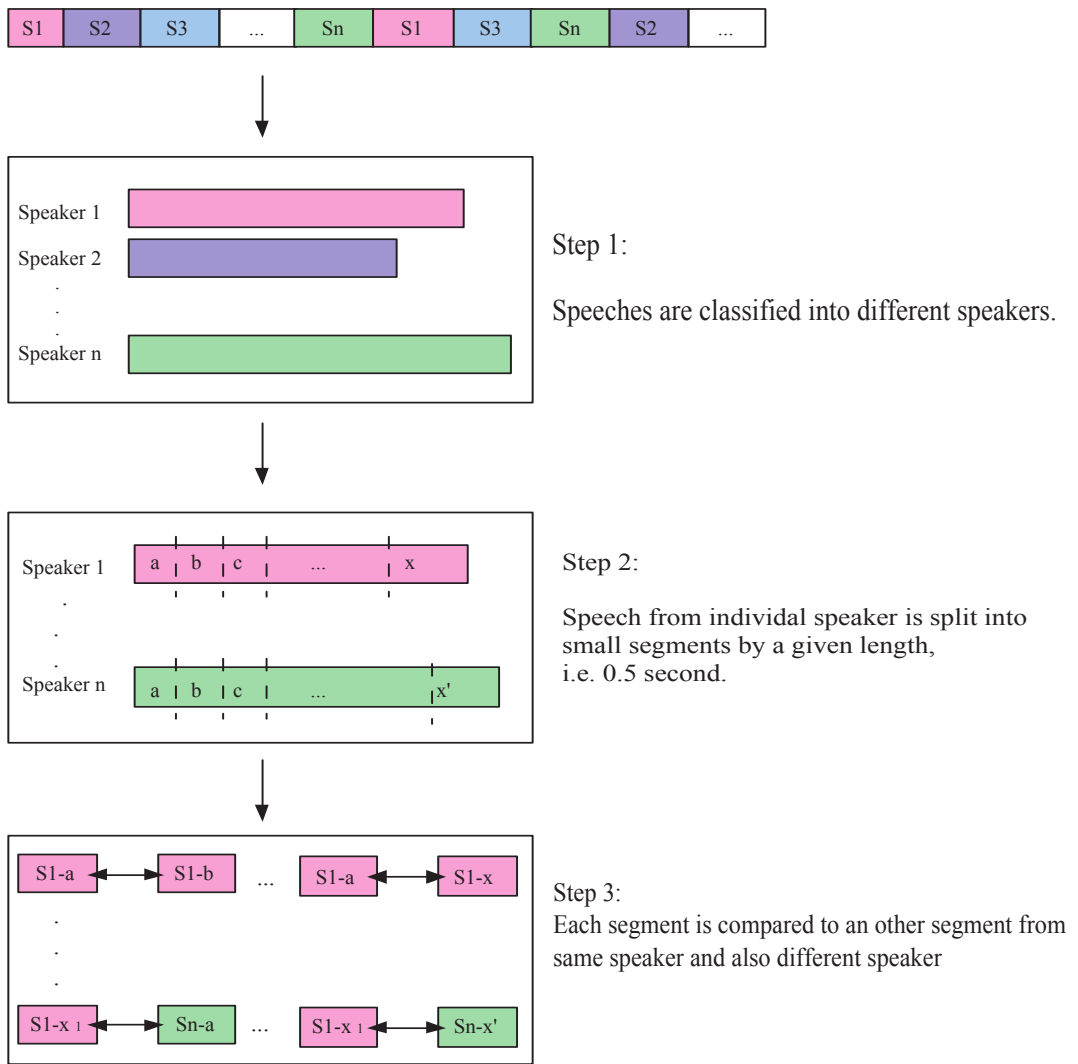 S1 S2 S3 ... Sn S1 S3 Sn S2 ...
Speaker 1
Speaker 2
.
.
.
Speaker n
Step 1:
Speeches are classified into different speakers.
Speaker 1 a b c ... x
.
.
.
Speaker n a b c ... x'
Step 2:
Speech from individal speaker is split into
small segments by a given length,
i.e. 0.5 second.
S1-a S1-b ... S1-a S1-x
.
.
.
.
S1-x 1 Sn-a ... S1-x 1 Sn-x'
Step 3:
Each segment is compared to an other segment from
same speaker and also different speaker